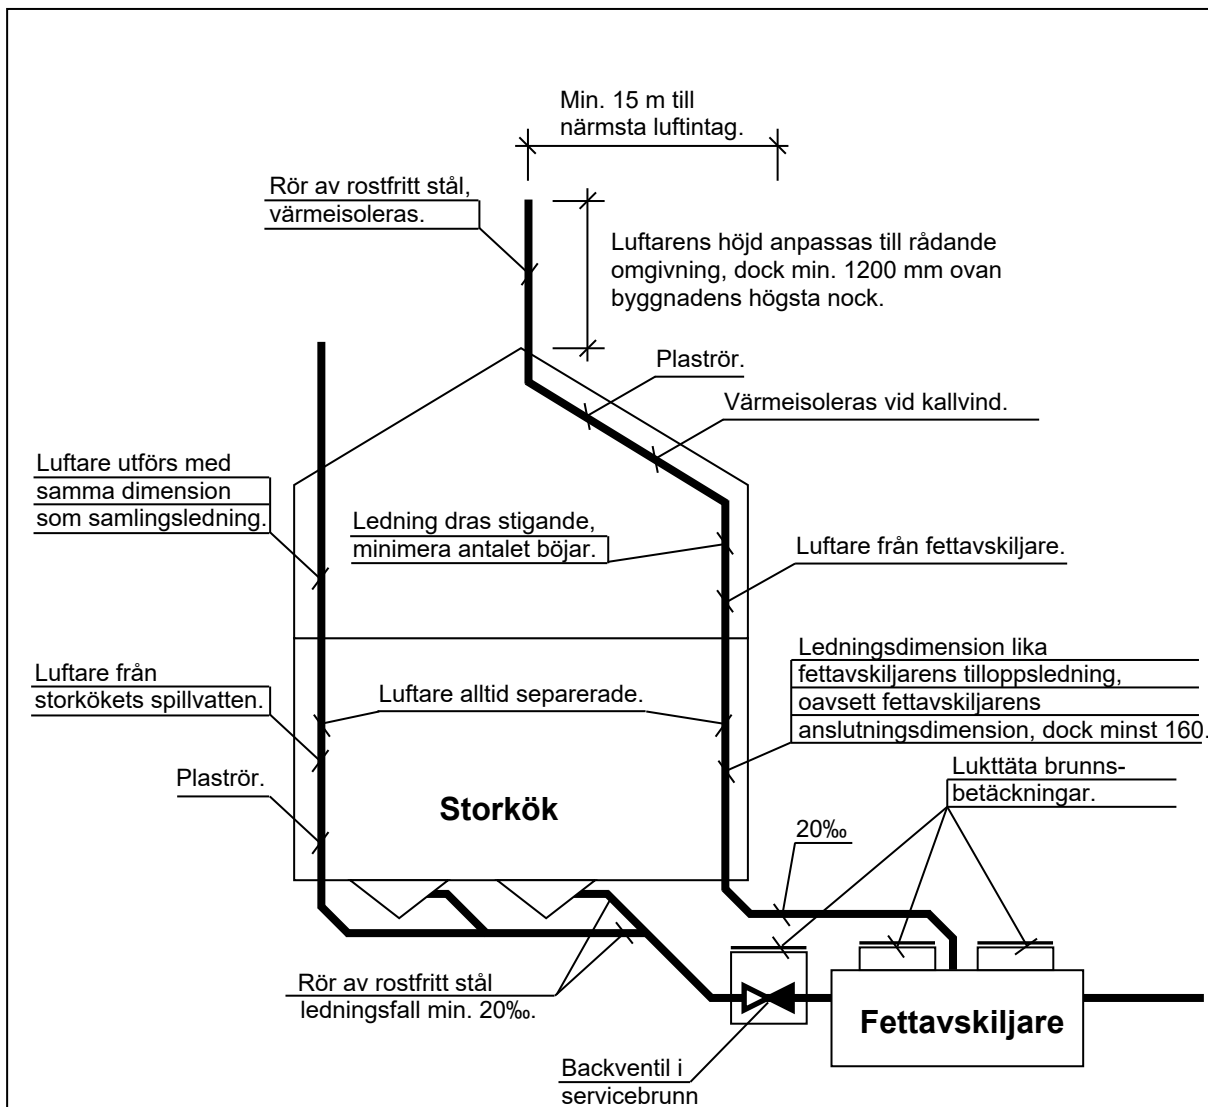 Min. 15 m till
närmsta luftintag.
Rör av rostfritt stål,
värmeisoleras.
Luftarens höjd anpassas till rådande
omgivning, dock min. 1200 mm ovan
byggnadens högsta nock.
Plaströr.
Värmeisoleras vid kallvind.
Luftare utförs med
samma dimension
som samlingsledning.
Ledning dras stigande,
minimera antalet böjar.
Luftare från fettavskiljare.
Luftare från
storkökets spillvatten.
Luftare alltid separerade.
Ledningsdimension lika
fettavskiljarens tilloppsledning,
oavsett fettavskiljarens
anslutningsdimension, dock minst 160.
Plaströr.
Storkök
Lukttäta brunns-
betäckningar.
20‰
Rör av rostfritt stål
ledningsfall min. 20‰.
Fettavskiljare
Backventil i
servicebrunn